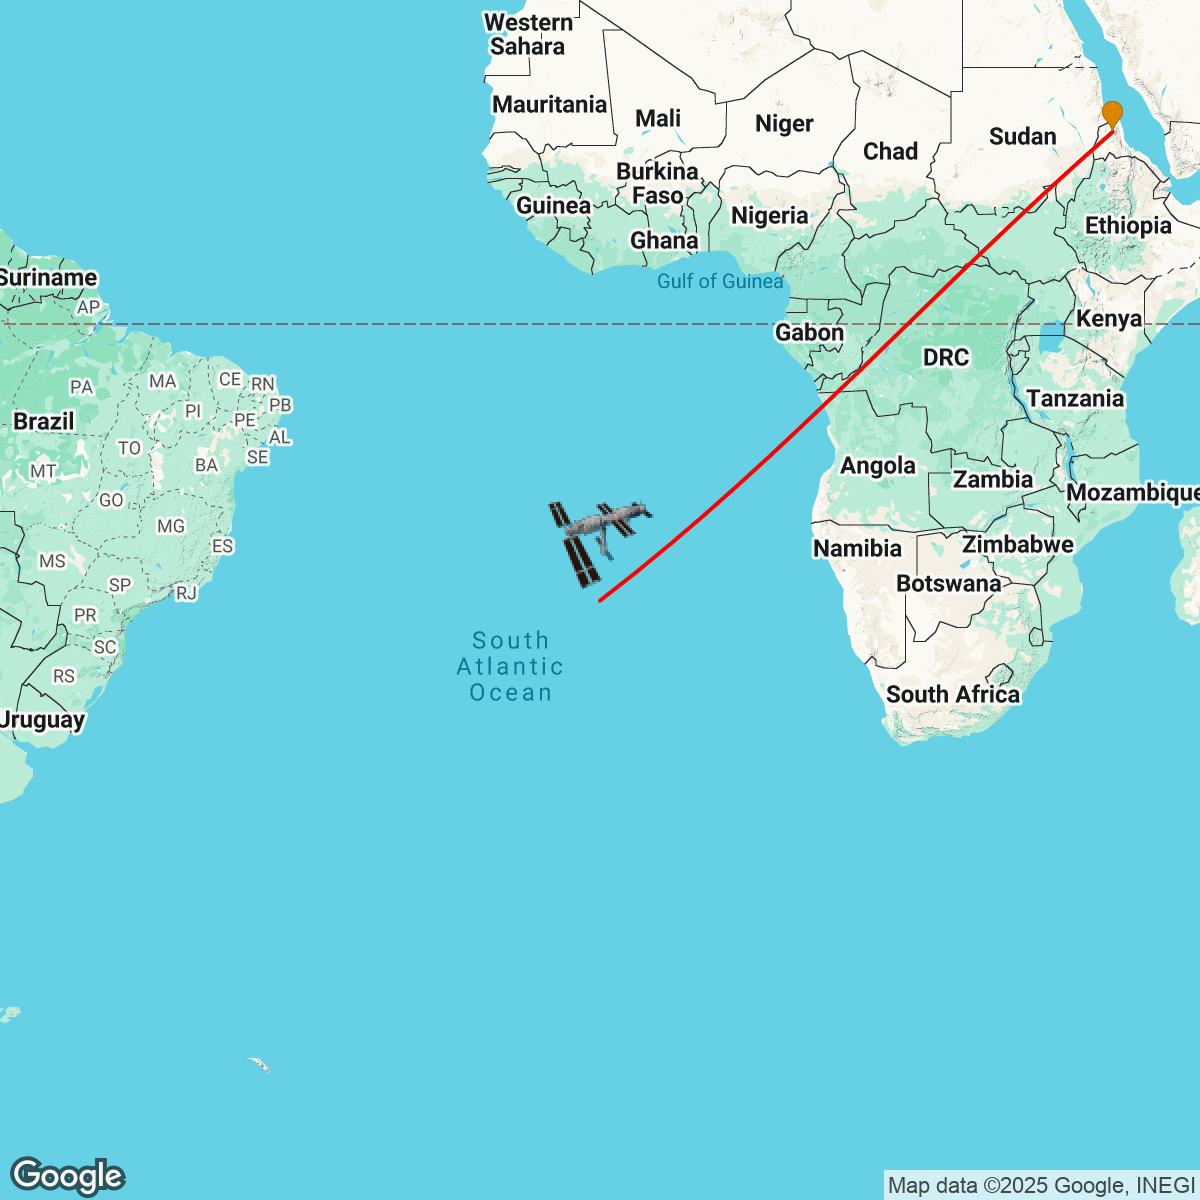 Western
Sahara
Mauritania
Mali
Niger
Chad
Sudan
Burkina
Faso
Guinea
Nigeria
Ghana
Ethiopia
Suriname
Gulf of Guinea
AP
Gabon
Kenya
DRC
PA
MA
CE
RN
PI
PB
PE
Tanzania
Brazil
AL
TO
SE
BA
MT
Angola
Zambia
GO
Mozambique
MG
ES
Namibia
Zimbabwe
MS
SP
RJ
Botswana
PR
SC
South
Atlantic
Ocean
RS
South Africa
Uruguay
Google
Map data ©2025 Google, INEGI